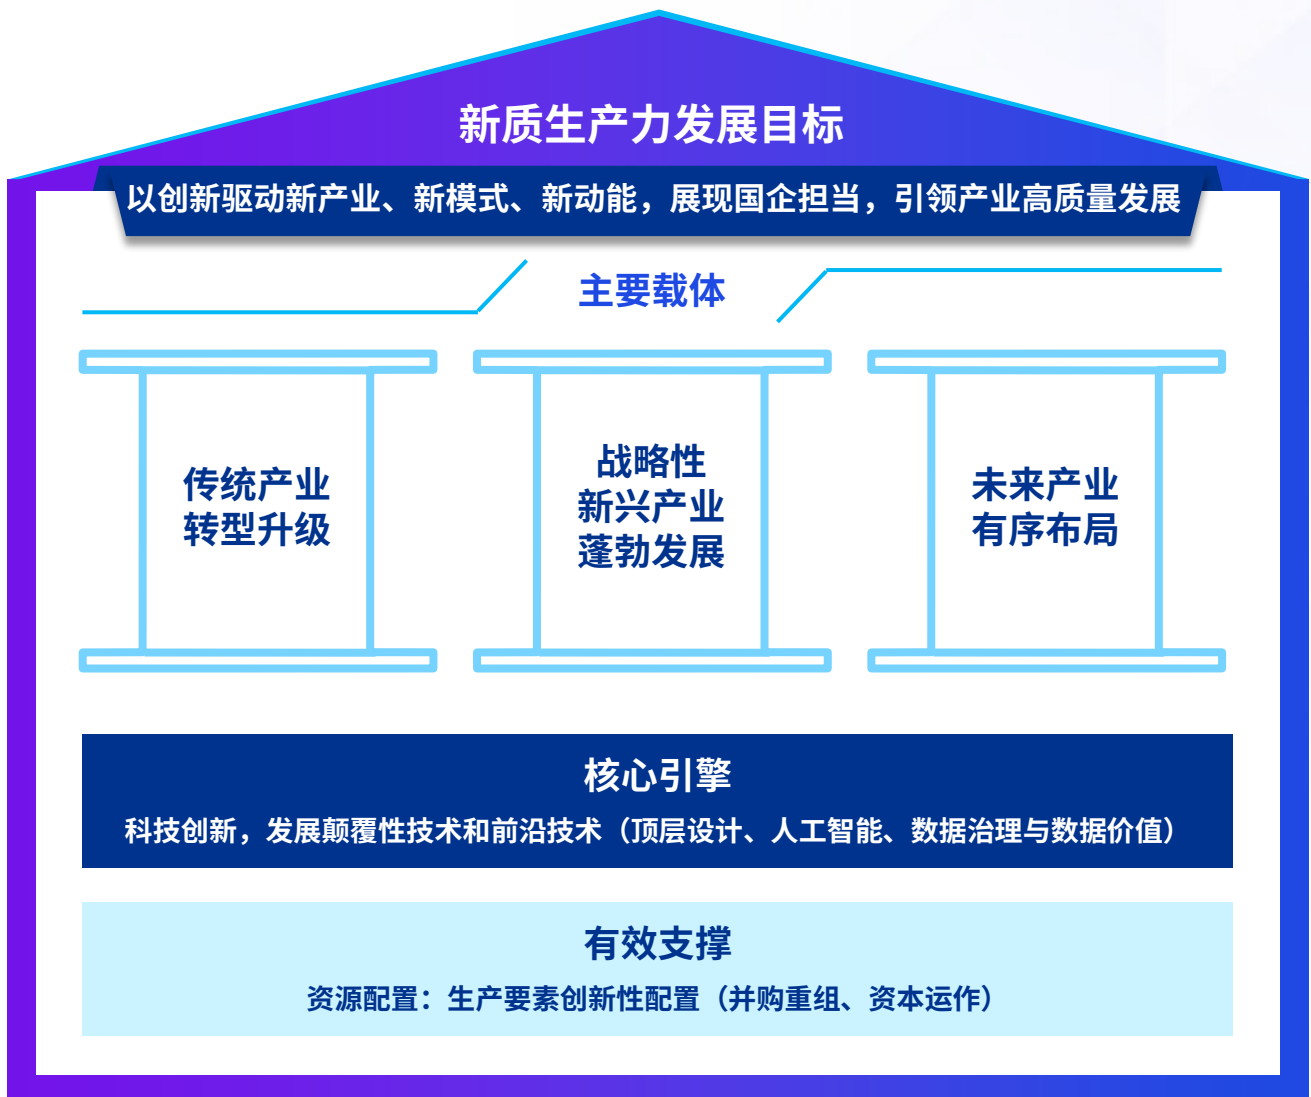 新质生产力发展目标
以创新驱动新产业、新模式、新动能，展现国企担当，引领产业高质量发展
主要载体
传统产业
转型升级
战略性
新兴产业
蓬勃发展
未来产业
有序布局
核心引擎
科技创新，发展颠覆性技术和前沿技术（顶层设计、人工智能、数据治理与数据价值）
有效支撑
资源配置：生产要素创新性配置（并购重组、资本运作）